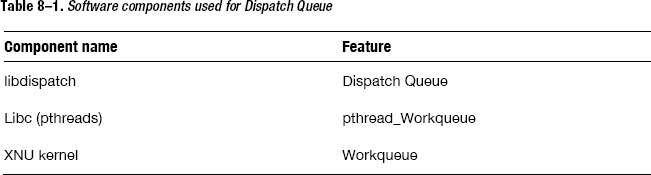 Table 8–1. Software components used for Dispatch Queue
Component name Feature
libdispatch Dispatch Queue
Libc (pthreads) pthread_Workqueue
XNU kernel Workqueue